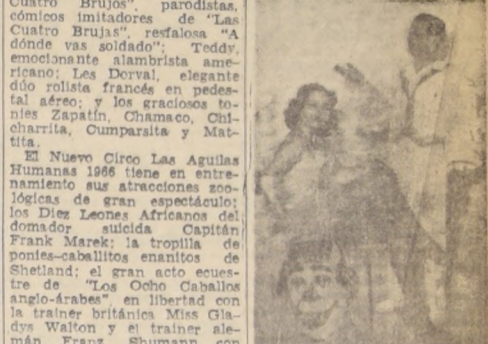 Cuatro Brujos", parodistas,
cómicos imitadores de "Las
Cuatro Brujas", resfalosa "A
dónde vas soldado"; Teddy,
emocionante alambrista ame-
ricano; Les Dorval, elegante
dúo rolista francés en pedes-
tal aéreo; y los graciosos to-
nies Zapatín, Chamaco, Chi-
charrita, Cumparsita y Mat-
tita.
El Nuevo Circo Las Aguilas
Humanas 1966 tiene en entre-
namiento sus atracciones zoo-
lógicas de gran espectáculo;
los Diez Leones Africanos del
domador suicida Capitán
Frank Marek; la tropilla de
ponies-caballitos enanitos de
Shetland; el gran acto ecues-
tre de "Los Ocho Caballos
anglo-árabes", en libertad con
la trainer británica Miss Gla-
dys Walton y el trainer ale-
mán Franz Shumann con